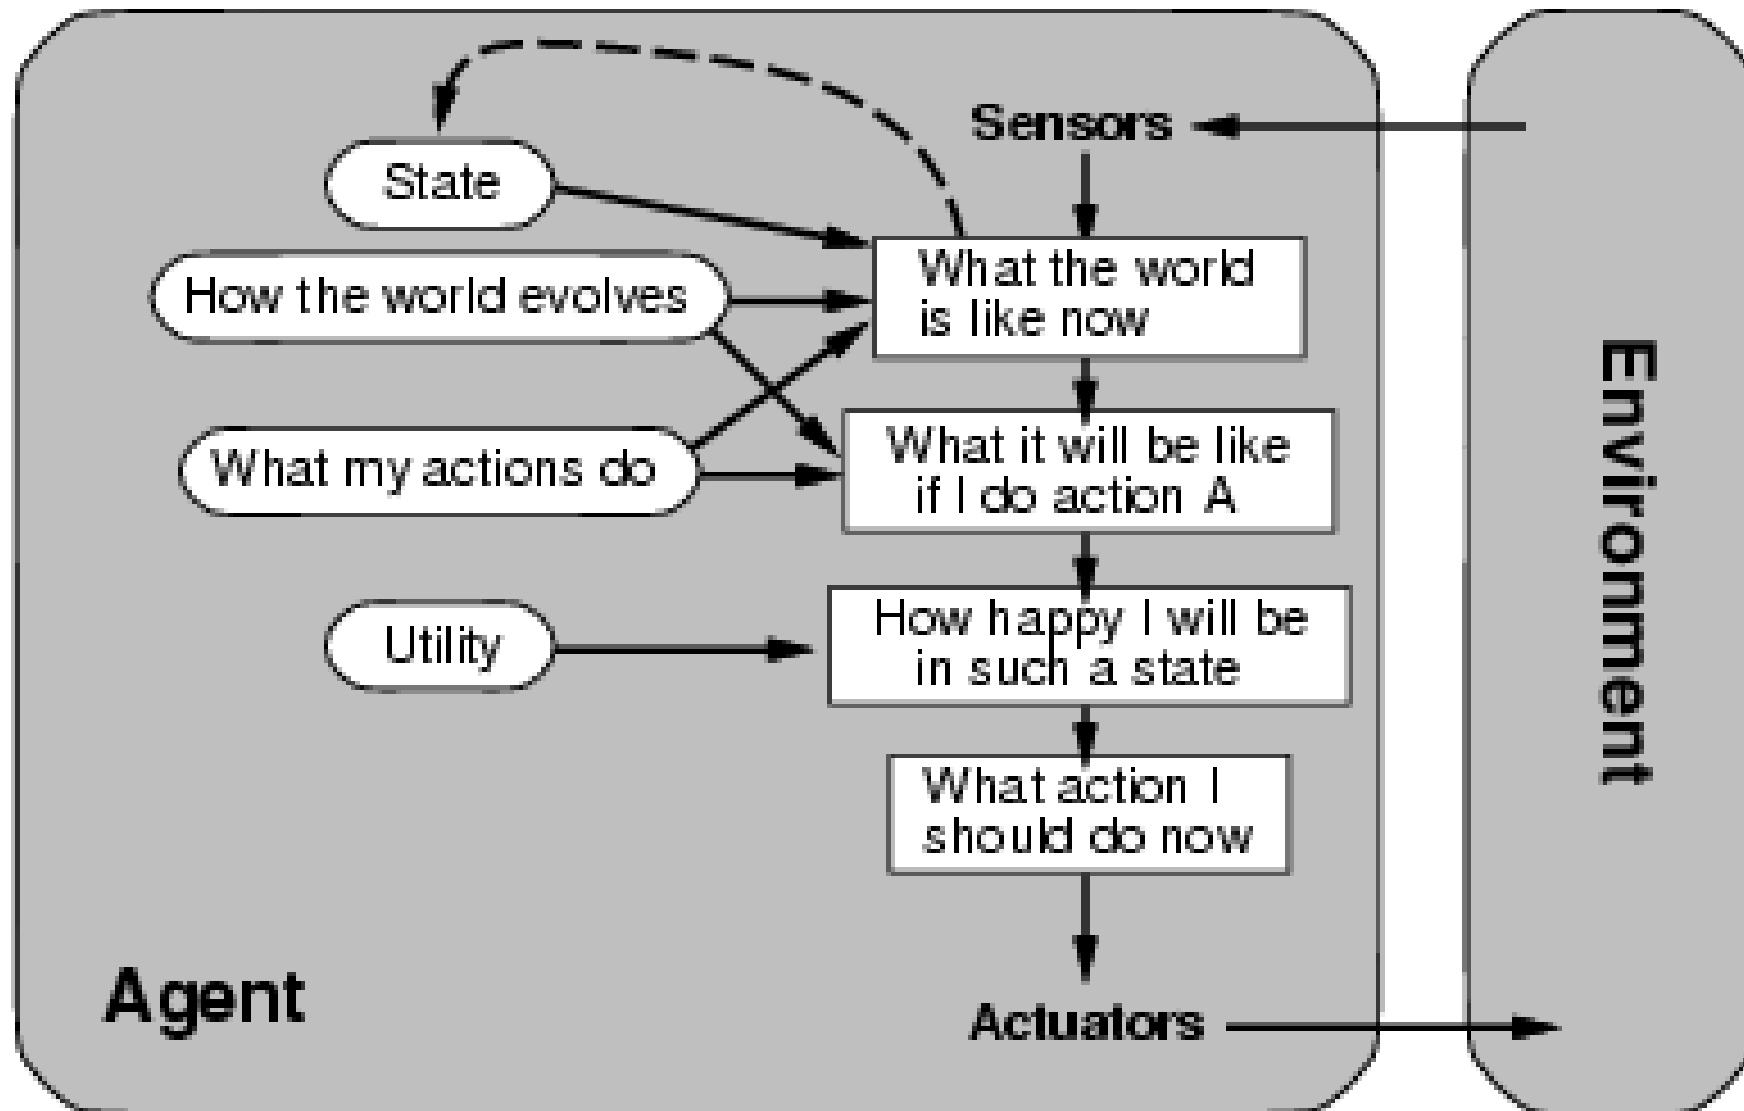 Sensors
State
What the world
is like now
How the world evolves
What my actions do
What it will be like
if I do action A
Utility
How happy I will be
in such a state
What action I
should do now
Agent
Actuators
Environment